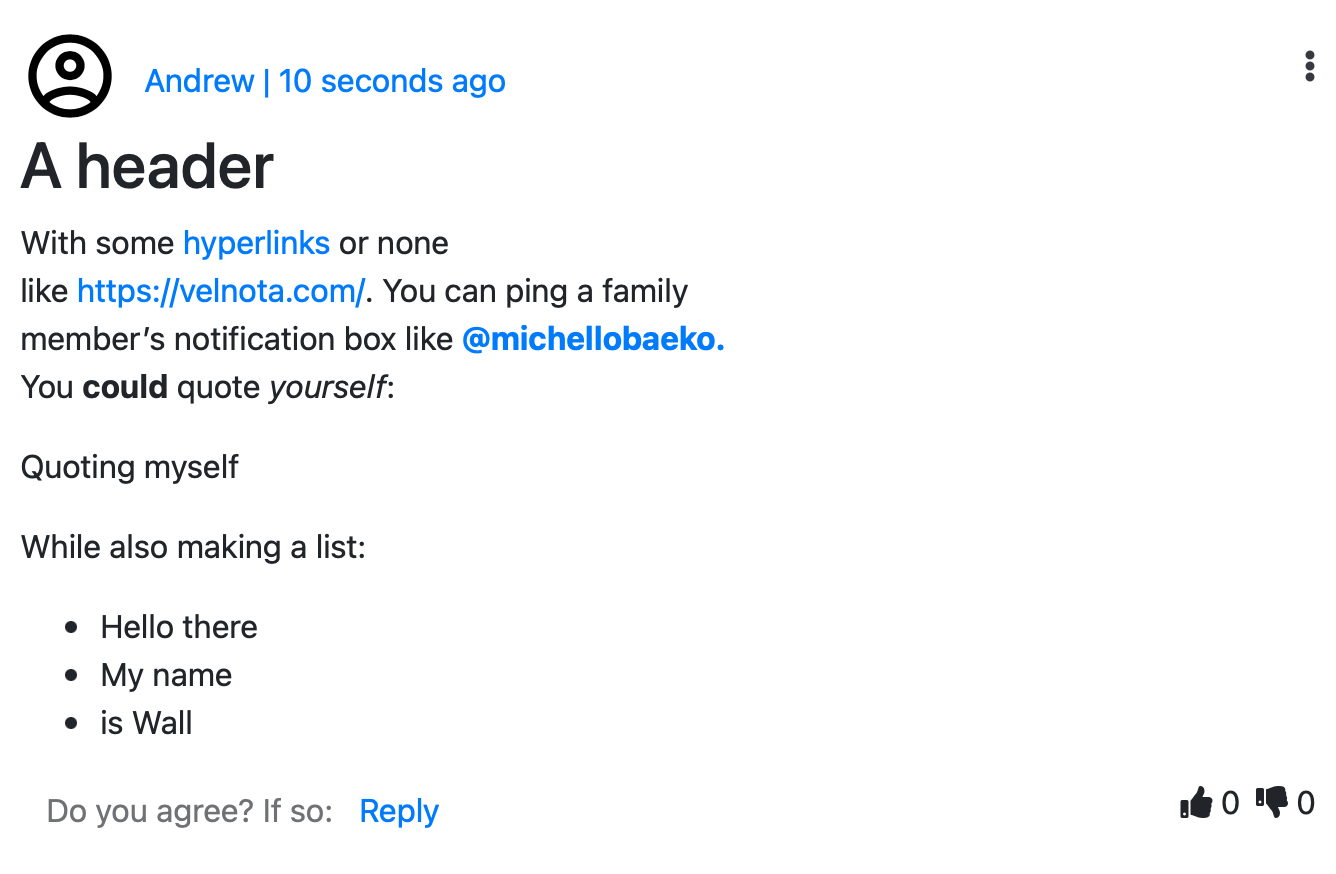 Andrew | 10 seconds ago
A header
With some hyperlinks or none
like https://velnota.com/. You can ping a family
member’s notification box like @michellobaeko.
You could quote yourself:
Quoting myself
While also making a list:
• Hello there
• My name
• is Wall
Do you agree? If so: Reply
0 0